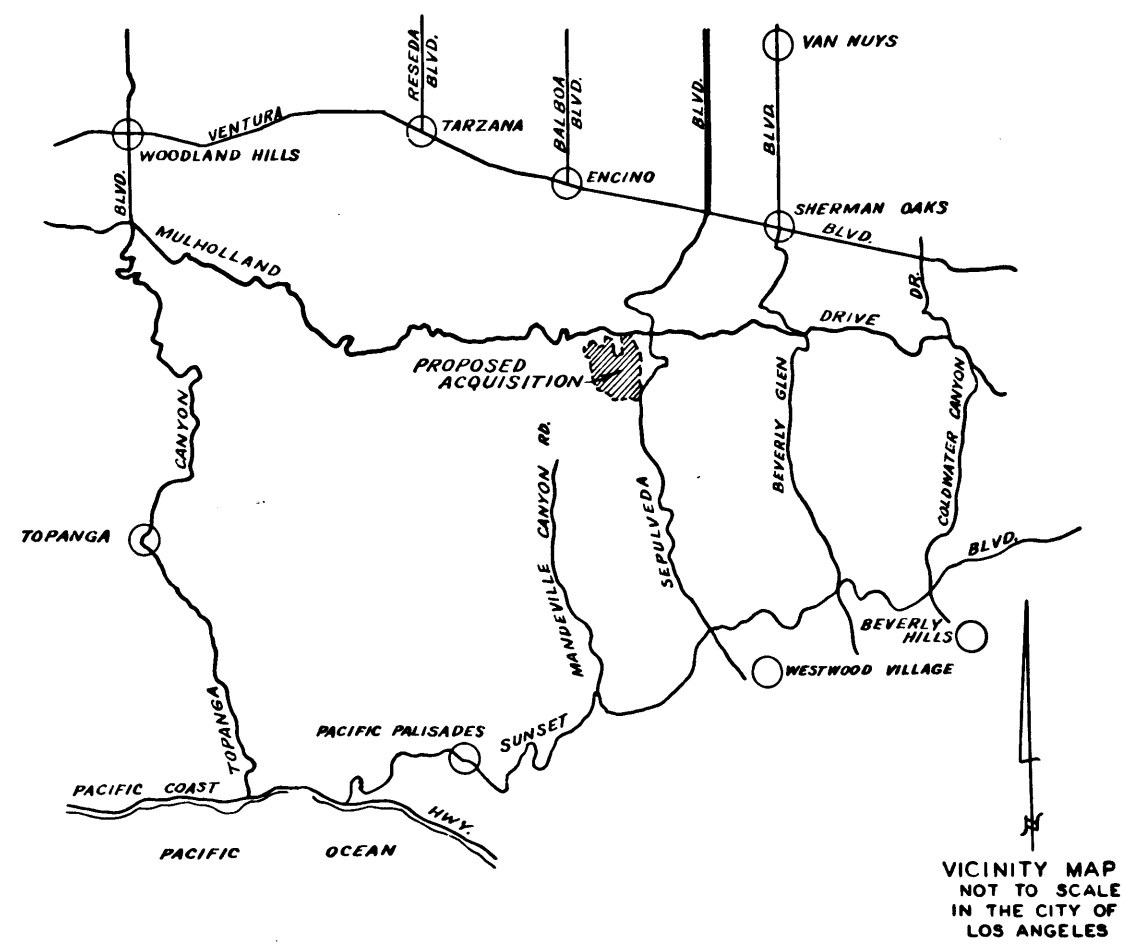 VAN NUYS
RESEDA
BLVD.
BALBOA
BLVD.
BLVD.
BLVD.
VENTURA
TARZANA
WOODLAND HILLS
ENCINO
BLVD.
SHERMAN OAKS
BLVD.
MULHOLLAND
DR.
DRIVE
PROPOSED
ACQUISITION
CANYON
MANDEVILLE CANYON RD.
SEPULVEDA
BEVERLY GLEN
COLDWATER CANYON
TOPANGA
BLVD.
BEVERLY
HILLS
WESTWOOD VILLAGE
TOPANGA
PACIFIC PALISADES
SUNSET
PACIFIC COAST
HWY.
PACIFIC OCEAN
N
VICINITY MAP
NOT TO SCALE
IN THE CITY OF
LOS ANGELES